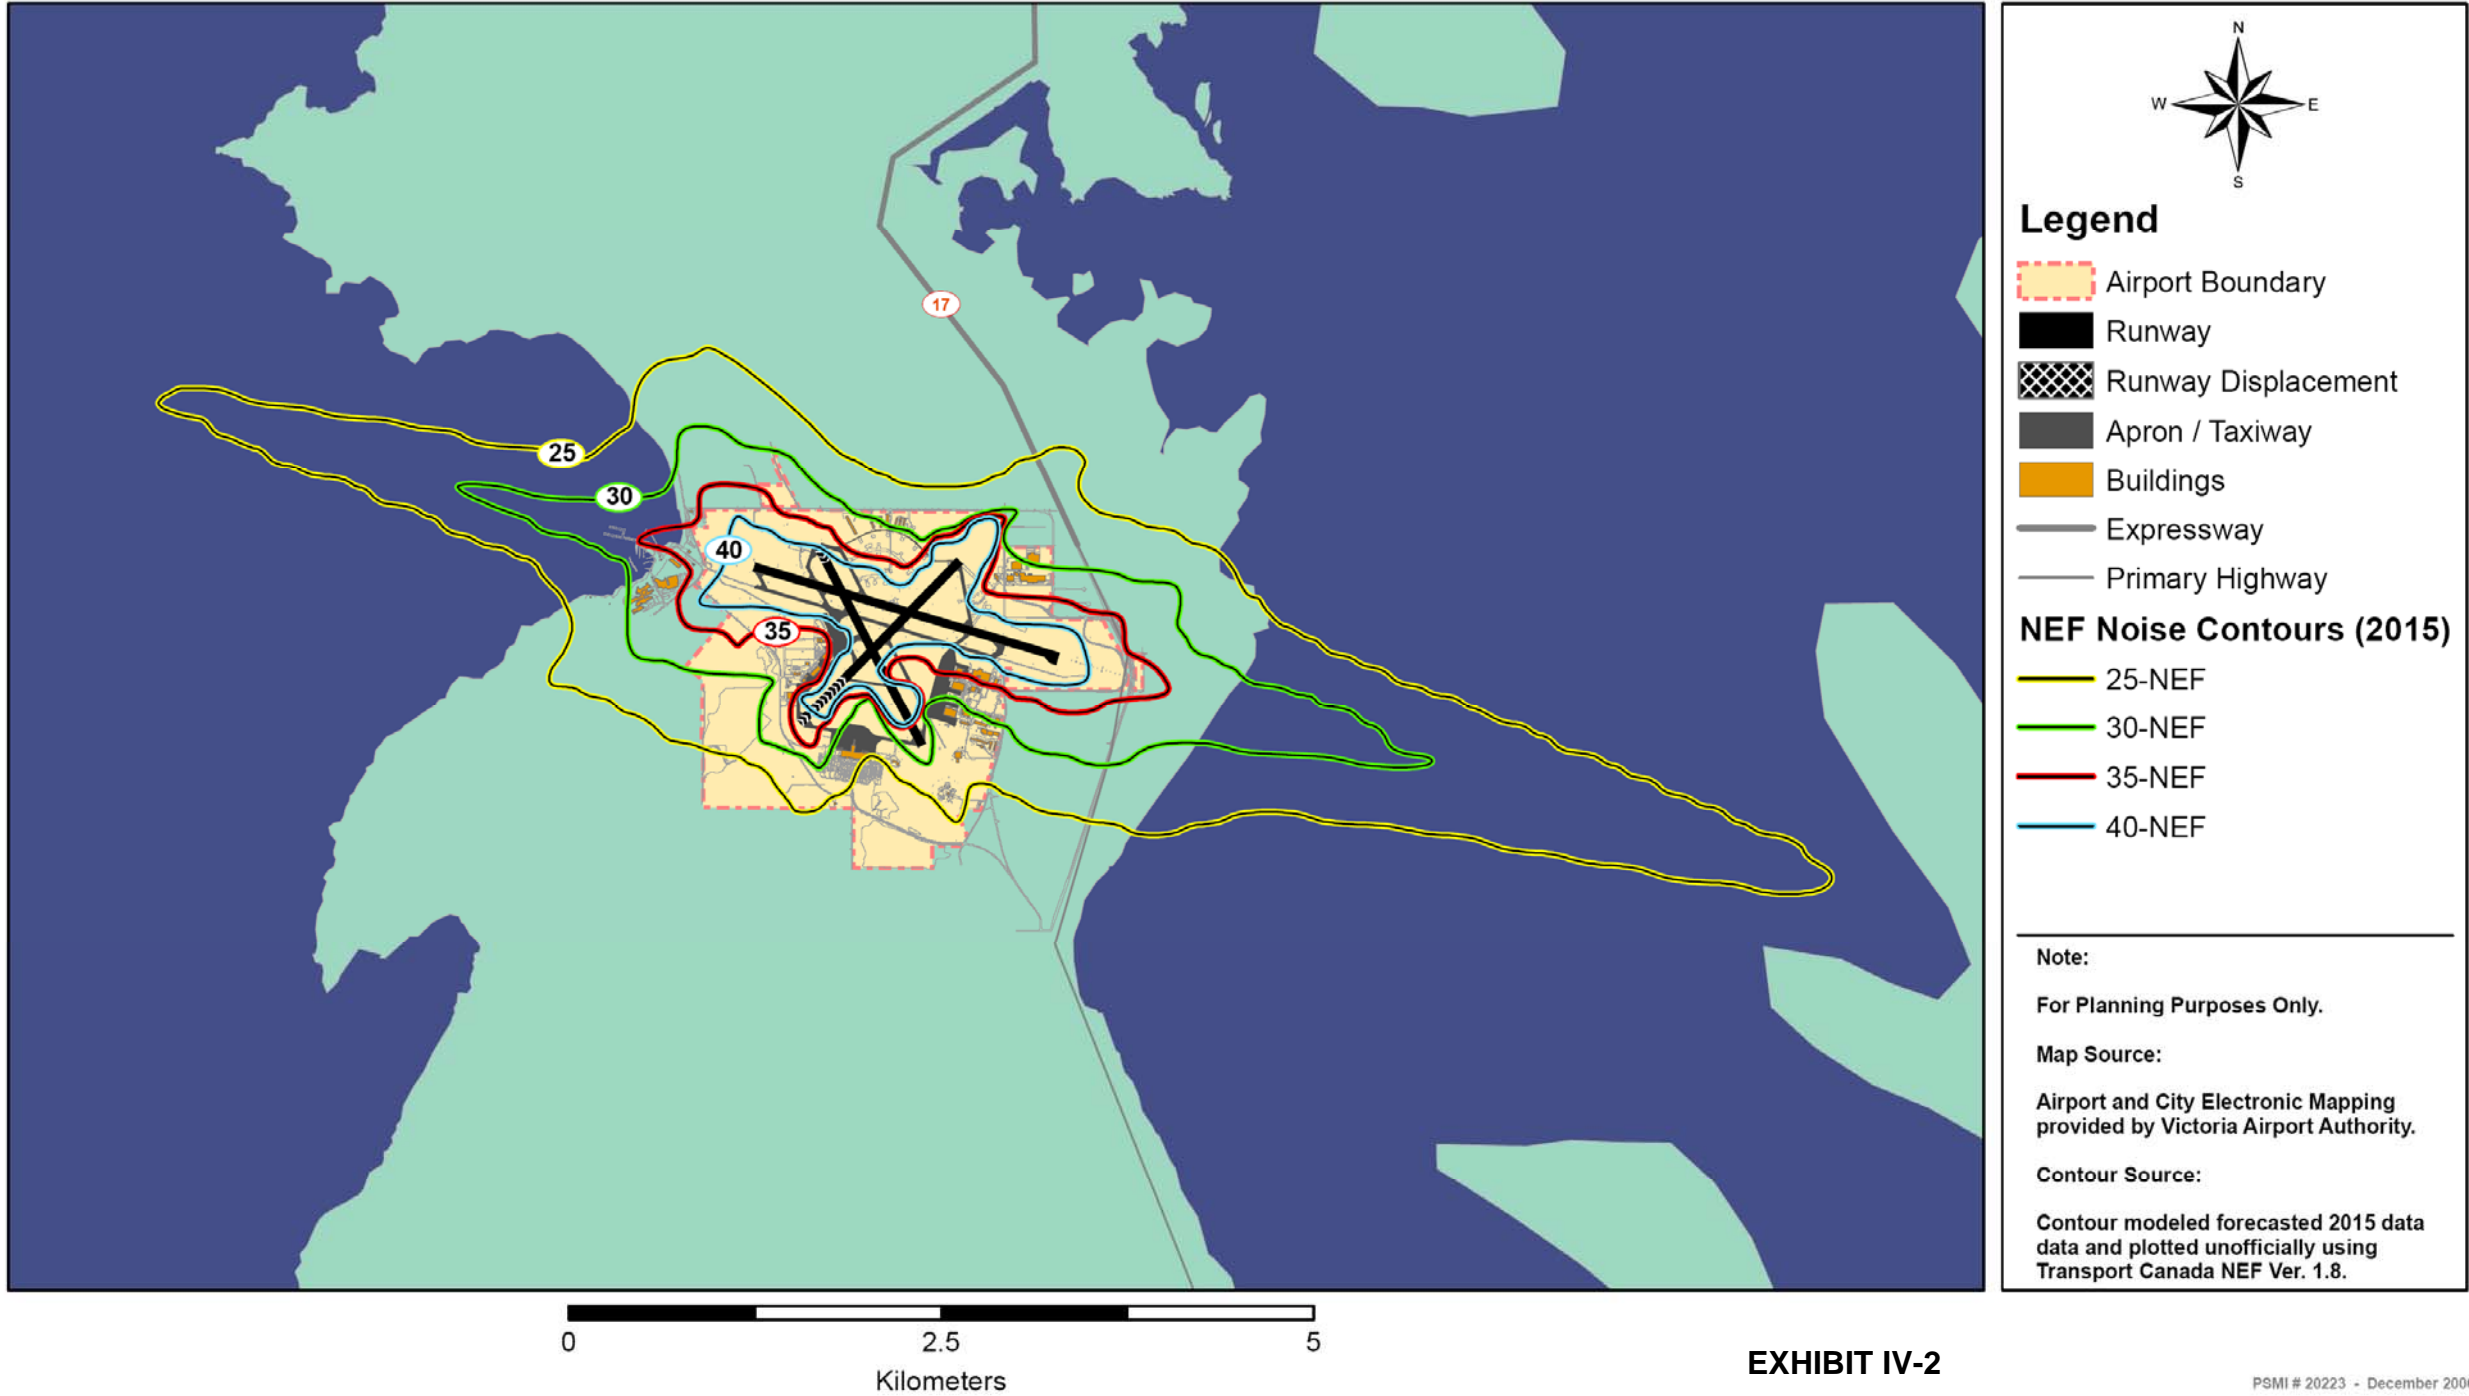 N
W
E
S
Legend
Airport Boundary
Runway
Runway Displacement
Apron / Taxiway
Buildings
Expressway
Primary Highway
NEF Noise Contours (2015)
25-NEF
30-NEF
35-NEF
40-NEF
Note:
For Planning Purposes Only.
Map Source:
Airport and City Electronic Mapping
provided by Victoria Airport Authority.
Contour Source:
Contour modeled forecasted 2015 data
data and plotted unofficially using
Transport Canada NEF Ver. 1.8.
17
25
30
40
35
0
2.5
5
Kilometers
EXHIBIT IV-2
PSMI # 20223 - December